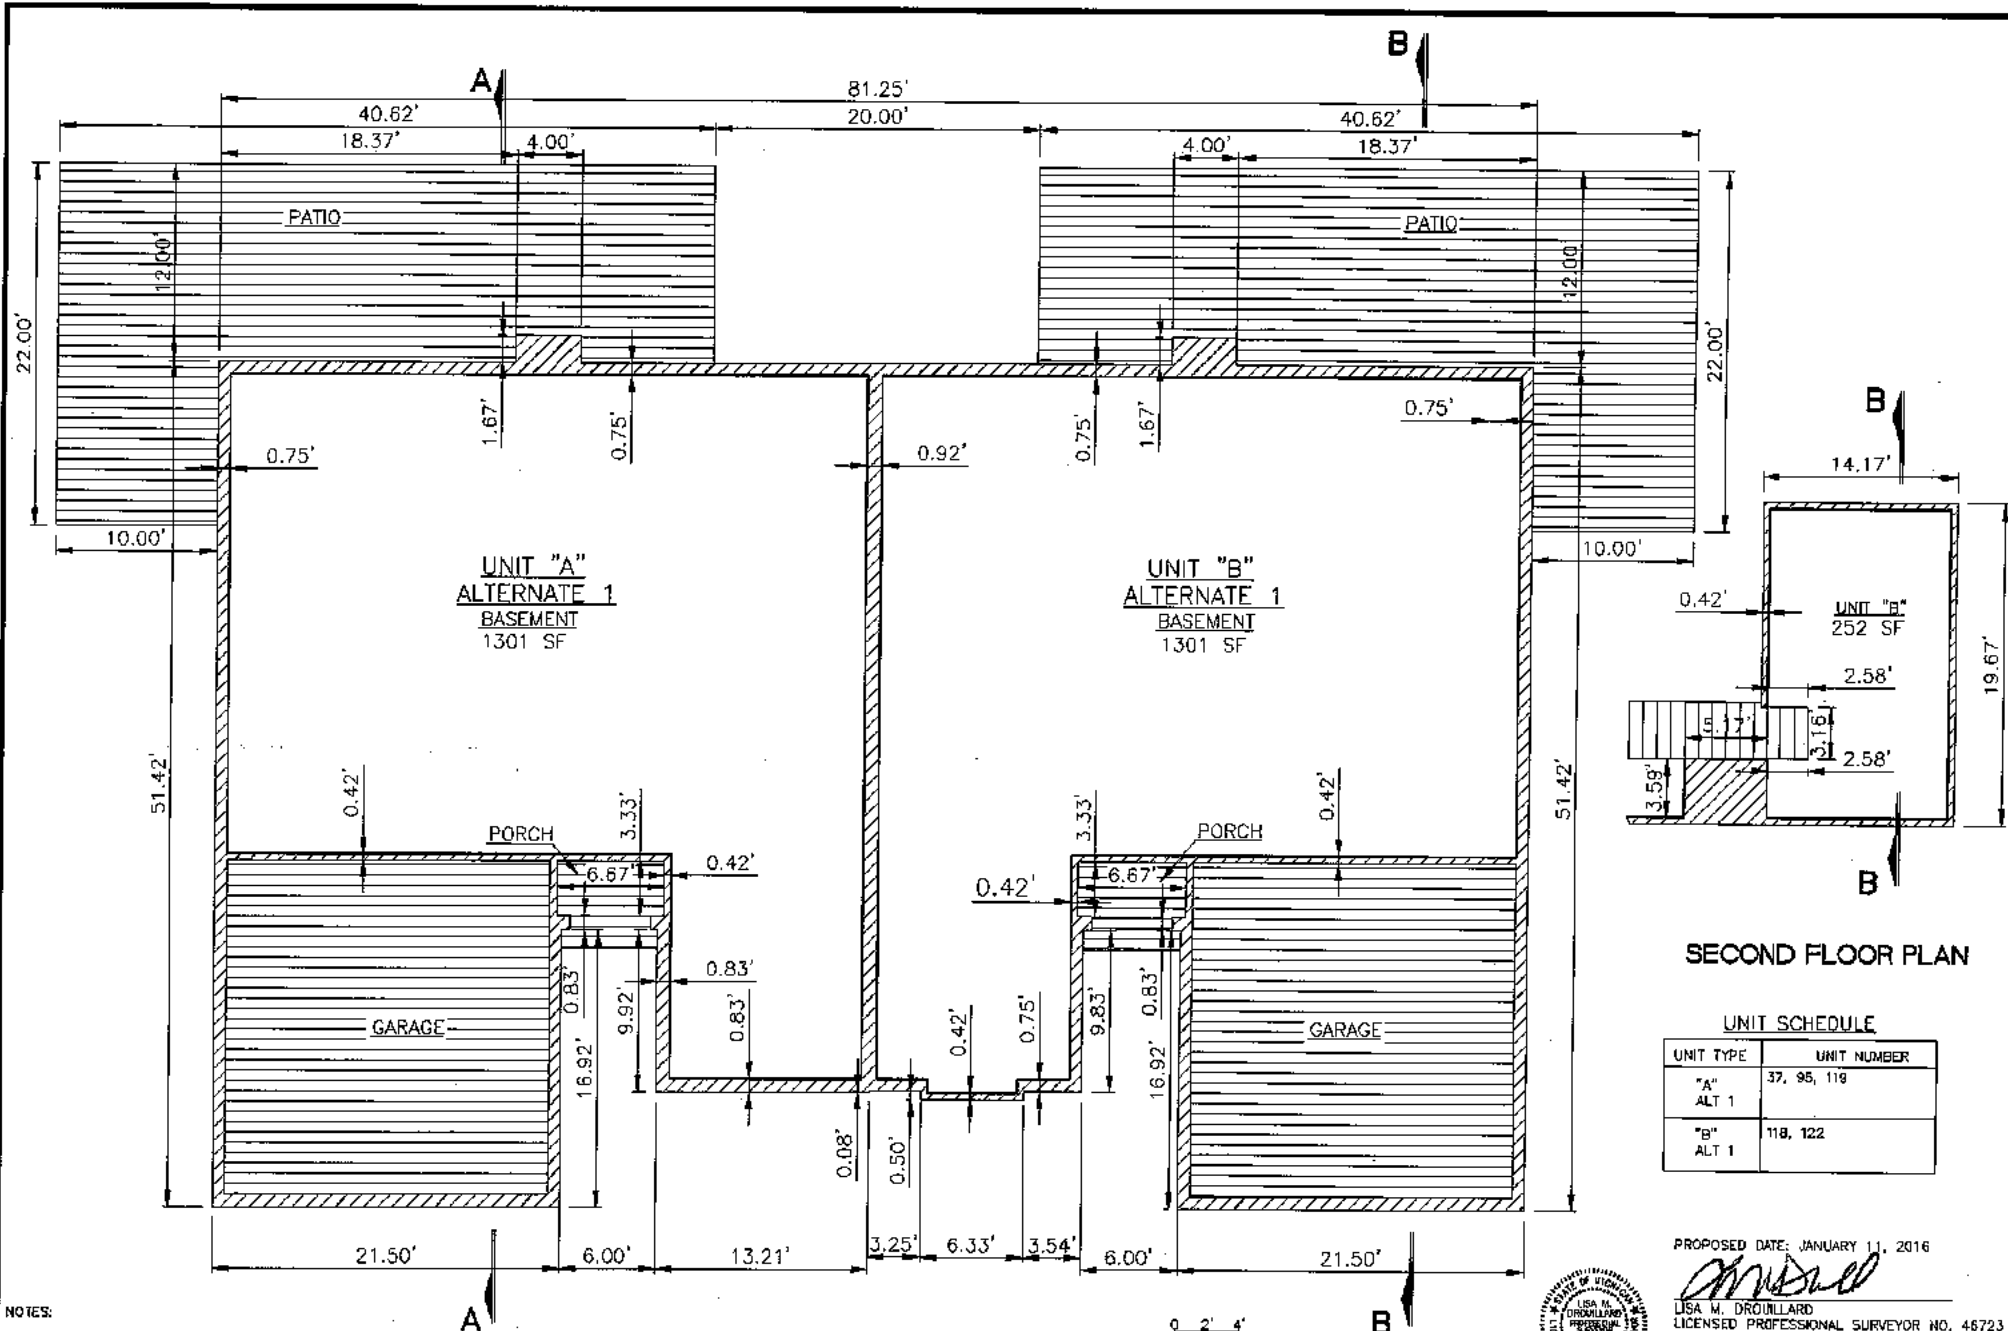 A
B
81.25'
40.62'
20.00'
40.62'
18.37'
4.00'
4.00'
18.37'
PATIO
PATIO
12.00'
12.00'
22.00'
22.00'
1.67'
0.75'
0.75'
1.67'
0.75'
0.92'
0.75'
10.00'
10.00'
UNIT "A"
ALTERNATE 1
BASEMENT
1301 SF
UNIT "B"
ALTERNATE 1
BASEMENT
1301 SF
B
14.17'
0.42'
UNIT "B"
252 SF
19.67'
2.58'
5.17'
3.16'
2.58'
3.59'
B
51.42'
0.42'
PORCH
3.33'
6.67'
0.42'
3.33'
PORCH
0.42'
51.42'
0.42'
6.67'
SECOND FLOOR PLAN
GARAGE
0.83'
9.92'
0.83'
0.83'
16.92'
0.42'
0.75'
9.83'
0.83'
16.92'
GARAGE
0.08'
0.50'
UNIT SCHEDULE
UNIT TYPE UNIT NUMBER
"A" 37, 95, 119
ALT 1
"B" 118, 122
ALT 1
21.50'
6.00'
13.21'
3.25'
6.33'
3.54'
6.00'
21.50'
PROPOSED DATE: JANUARY 11, 2016
LISA M. DROUILLARD
LICENSED PROFESSIONAL SURVEYOR NO. 46723
STATE OF MICHIGAN
LISA M.
DROUILLARD
PROFESSIONAL
NOTES:
A
0 2' 4'
B